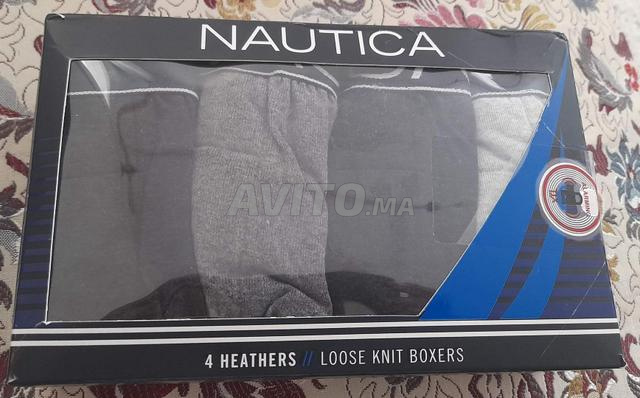 NAUTICA
AVITO.MA
4 HEATHERS // LOOSE KNIT BOXERS